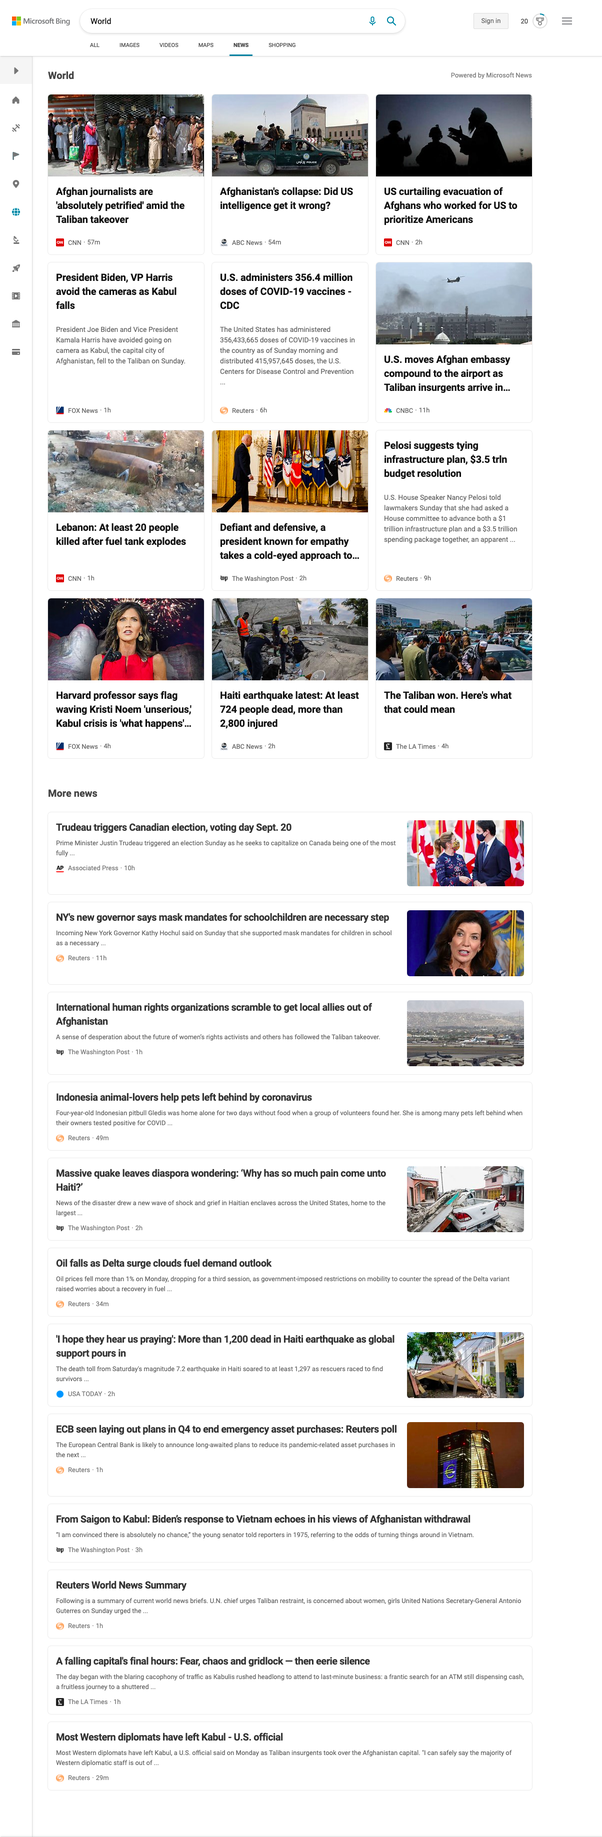 Microsoft Bing
World
Sign in
20
ALL
IMAGES
VIDEOS
MAPS
NEWS
SHOPPING
World
Powered by Microsoft News
Afghan journalists are
'absolutely petrified' amid the
Taliban takeover
CNN · 57m
Afghanistan's collapse: Did US
intelligence get it wrong?
ABC News · 54m
US curtailing evacuation of
Afghans who worked for US to
prioritize Americans
CNN · 2h
President Biden, VP Harris
avoid the cameras as Kabul
falls
President Joe Biden and Vice President
Kamala Harris have avoided going on
camera as Kabul, the capital city of
Afghanistan, fell to the Taliban on Sunday.
FOX News · 1h
U.S. administers 356.4 million
doses of COVID-19 vaccines -
CDC
The United States has administered
356,433,665 doses of COVID-19 vaccines in
the country as of Sunday morning and
distributed 415,957,645 doses, the U.S.
Centers for Disease Control and Prevention
...
Reuters · 6h
U.S. moves Afghan embassy
compound to the airport as
Taliban insurgents arrive in...
CNBC · 11h
Lebanon: At least 20 people
killed after fuel tank explodes
CNN · 1h
Defiant and defensive, a
president known for empathy
takes a cold-eyed approach to...
The Washington Post · 2h
Pelosi suggests tying
infrastructure plan, $3.5 trln
budget resolution
U.S. House Speaker Nancy Pelosi told
lawmakers Sunday that she had asked a
House committee to advance both a $1
trillion infrastructure plan and a $3.5 trillion
spending package together, an apparent ...
Reuters · 9h
Harvard professor says flag
waving Kristi Noem 'unserious,'
Kabul crisis is 'what happens'...
FOX News · 4h
Haiti earthquake latest: At least
724 people dead, more than
2,800 injured
ABC News · 2h
The Taliban won. Here's what
that could mean
The LA Times · 4h
More news
Trudeau triggers Canadian election, voting day Sept. 20
Prime Minister Justin Trudeau triggered an election Sunday as he seeks to capitalize on Canada being one of the most
fully ...
AP Associated Press · 10h
NY's new governor says mask mandates for schoolchildren are necessary step
Incoming New York Governor Kathy Hochul said on Sunday that she supported mask mandates for children in school
as a necessary ...
Reuters · 11h
International human rights organizations scramble to get local allies out of
Afghanistan
A sense of desperation about the future of women's rights activists and others has followed the Taliban takeover.
The Washington Post · 1h
Indonesia animal-lovers help pets left behind by coronavirus
Four-year-old Indonesian pitbull Gledis was home alone for two days without food when a group of volunteers found her. She is among many pets left behind when
their owners tested positive for COVID ...
Reuters · 49m
Massive quake leaves diaspora wondering: 'Why has so much pain come unto
Haiti?'
News of the disaster drew a new wave of shock and grief in Haitian enclaves across the United States, home to the
largest ...
The Washington Post · 2h
Oil falls as Delta surge clouds fuel demand outlook
Oil prices fell more than 1% on Monday, dropping for a third session, as government-imposed restrictions on mobility to counter the spread of the Delta variant
raised worries about a recovery in fuel ...
Reuters · 34m
'I hope they hear us praying': More than 1,200 dead in Haiti earthquake as global
support pours in
The death toll from Saturday's magnitude 7.2 earthquake in Haiti soared to at least 1,297 as rescuers raced to find
survivors ...
USA TODAY · 2h
ECB seen laying out plans in Q4 to end emergency asset purchases: Reuters poll
The European Central Bank is likely to announce long-awaited plans to reduce its pandemic-related asset purchases in
the next ...
Reuters · 1h
From Saigon to Kabul: Biden's response to Vietnam echoes in his views of Afghanistan withdrawal
"I am convinced there is absolutely no chance," the young senator told reporters in 1975, referring to the odds of turning things around in Vietnam.
The Washington Post · 3h
Reuters World News Summary
Following is a summary of current world news briefs. U.N. chief urges Taliban restraint, is concerned about women, girls United Nations Secretary-General Antonio
Guterres on Sunday urged the ...
Reuters · 1h
A falling capital's final hours: Fear, chaos and gridlock — then eerie silence
The day began with the blaring cacophony of traffic as Kabulis rushed headlong to attend to last-minute business: a frantic search for an ATM still dispensing cash,
a fruitless journey to a shuttered ...
The LA Times · 1h
Most Western diplomats have left Kabul - U.S. official
Most Western diplomats have left Kabul, a U.S. official said on Monday as Taliban insurgents took over the Afghanistan capital. "I can safely say the majority of
Western diplomatic staff is out of ...
Reuters · 29m